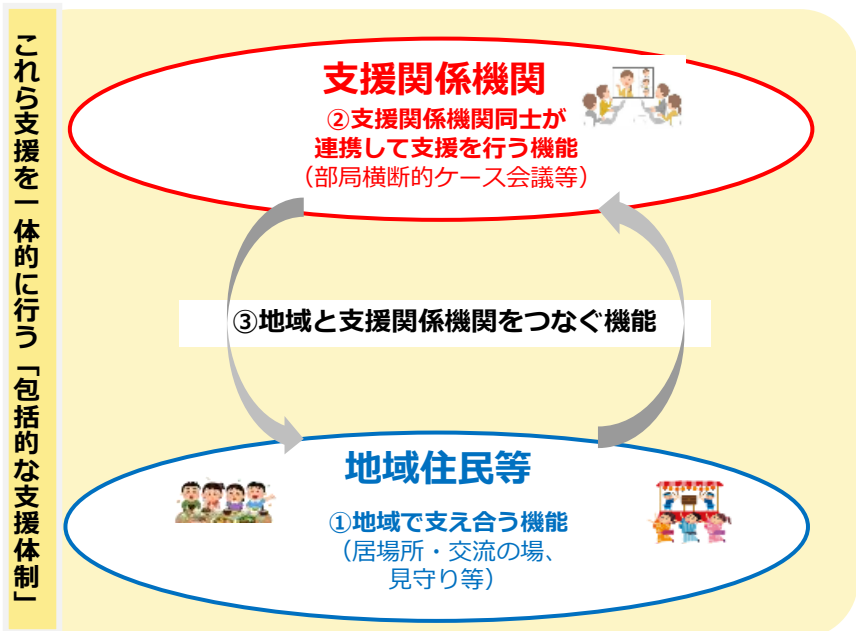 これら支援を一体的に行う「包括的な支援体制」
支援関係機関
②支援関係機関同士が
連携して支援を行う機能
（部局横断的ケース会議等）
③地域と支援関係機関をつなぐ機能
地域住民等
①地域で支え合う機能
（居場所・交流の場、
見守り等）